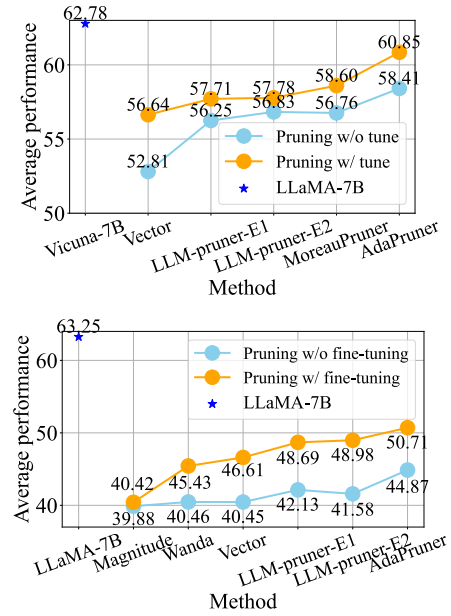 62.78
60.85
60
58.60
58.41
57.71
57.78
56.64
56.25
56.83
56.76
55
52.81
50
Average performance
Pruning w/o tune
Pruning w/ tune
LLaMA-7B
Vicuna-7B
Vector
LLM-pruner-E1
LLM-pruner-E2
MoreauPruner
AdaPruner
Method
63.25
60
Pruning w/o fine-tuning
Pruning w/ fine-tuning
LLaMA-7B
Average performance
50
50.71
48.69
48.98
46.61
45.43
44.87
40.42
42.13
41.58
40
39.88
40.46
40.45
LLaMA-7B
Magnitude
Wanda
Vector
LLM-pruner-E1
LLM-pruner-E2
AdaPruner
Method